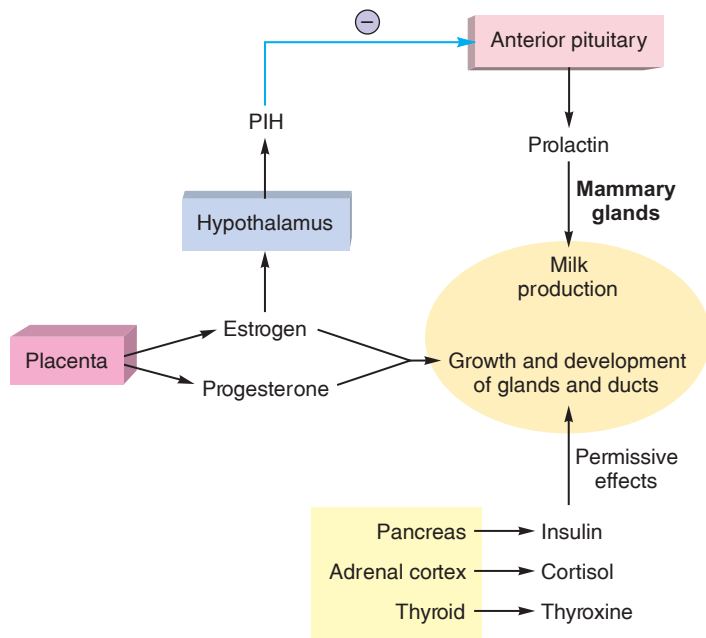 −
Anterior pituitary
PIH
Prolactin
Mammary
glands
Hypothalamus
Milk
production
Estrogen
Placenta
Growth and development
of glands and ducts
Progesterone
Permissive
effects
Pancreas
Insulin
Adrenal cortex
Cortisol
Thyroid
Thyroxine